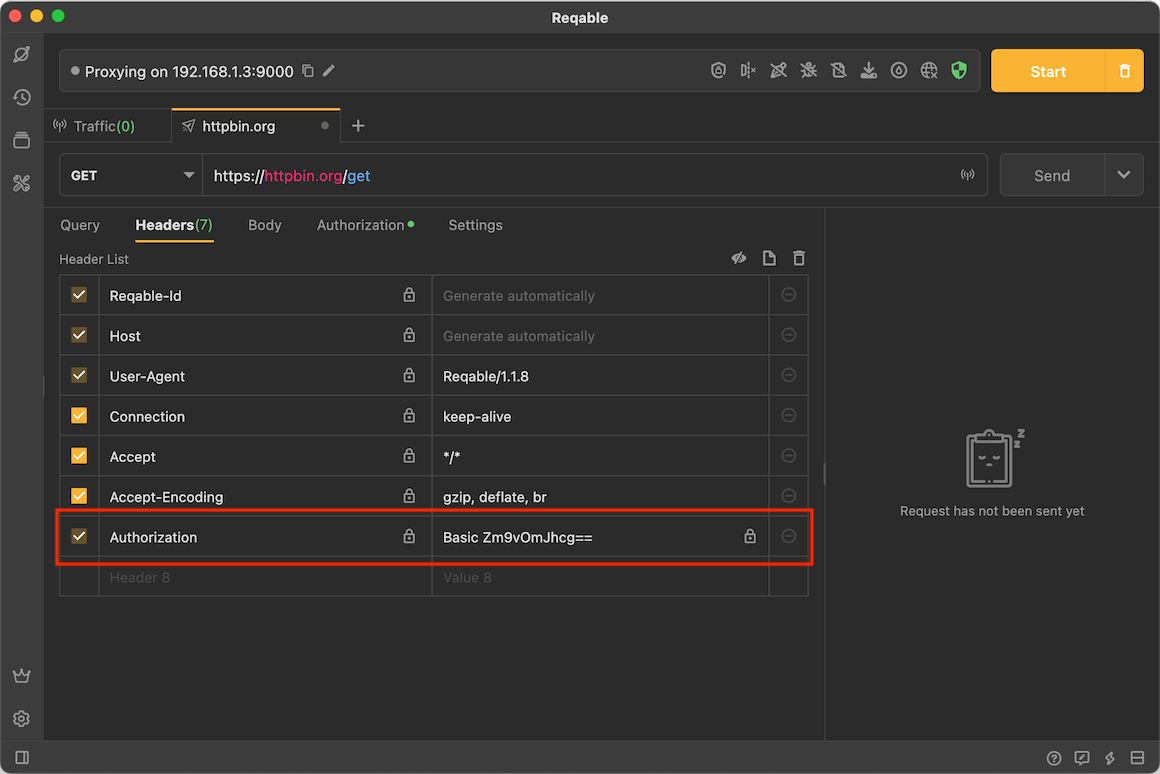 Reqable
Proxying on 192.168.1.3:9000
Start
Traffic(0)
httpbin.org
GET
https://httpbin.org/get
Send
Query
Headers(7)
Body
Authorization
Settings
Header List
Reqable-Id
Generate automatically
Host
Generate automatically
User-Agent
Reqable/1.1.8
Connection
keep-alive
Accept
*/*
Accept-Encoding
gzip, deflate, br
Authorization
Basic Zm9vOmJhcg==
Header 8
Value 8
z
z
z
Request has not been sent yet